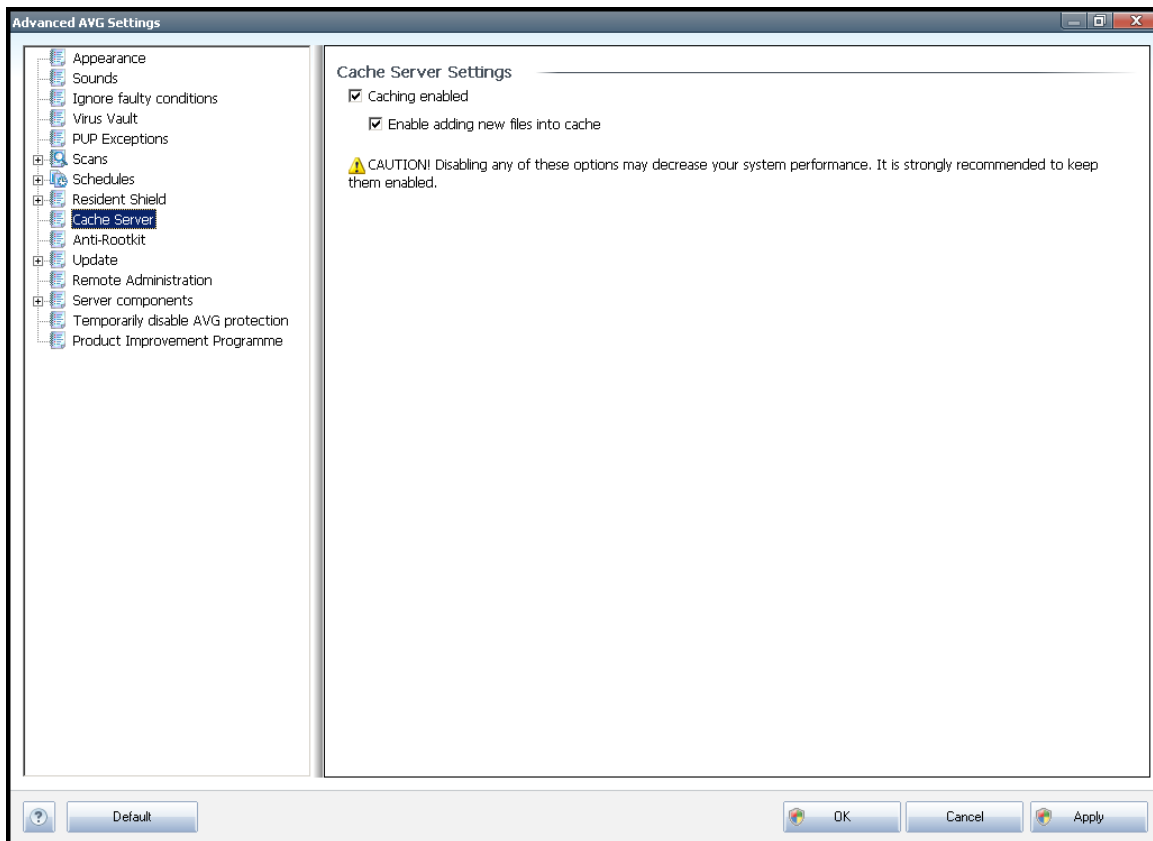 Advanced AVG Settings
Appearance
Sounds
Ignore faulty conditions
Virus Vault
PUP Exceptions
Scans
Schedules
Resident Shield
Cache Server
Anti-Rootkit
Update
Remote Administration
Server components
Temporarily disable AVG protection
Product Improvement Programme
Cache Server Settings
Caching enabled
Enable adding new files into cache
CAUTION! Disabling any of these options may decrease your system performance. It is strongly recommended to keep
them enabled.
? Default OK Cancel Apply